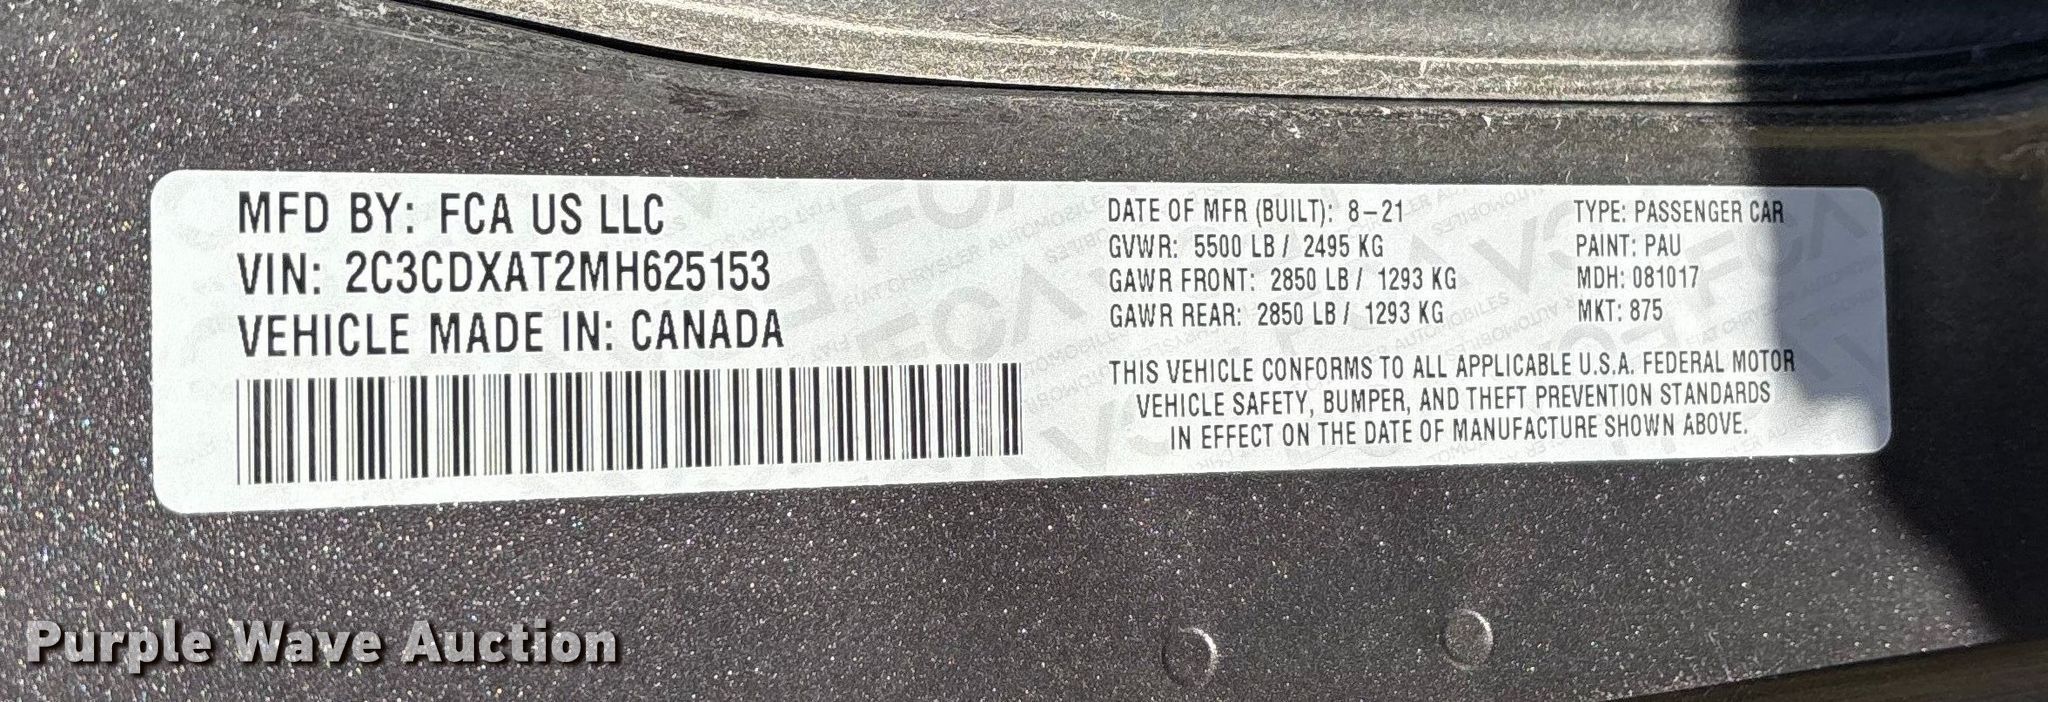 MFD BY: FCA US LLC
VIN: 2C3CDXAT2MH625153
VEHICLE MADE IN: CANADA
DATE OF MFR (BUILT): 8-21
GVWR: 5500 LB / 2495 KG
GAWR FRONT: 2850 LB / 1293 KG
GAWR REAR: 2850 LB / 1293 KG
TYPE: PASSENGER CAR
PAINT: PAU
MDH: 081017
MKT: 875
THIS VEHICLE CONFORMS TO ALL APPLICABLE U.S.A. FEDERAL MOTOR
VEHICLE SAFETY, BUMPER, AND THEFT PREVENTION STANDARDS
IN EFFECT ON THE DATE OF MANUFACTURE SHOWN ABOVE.
Purple Wave Auction